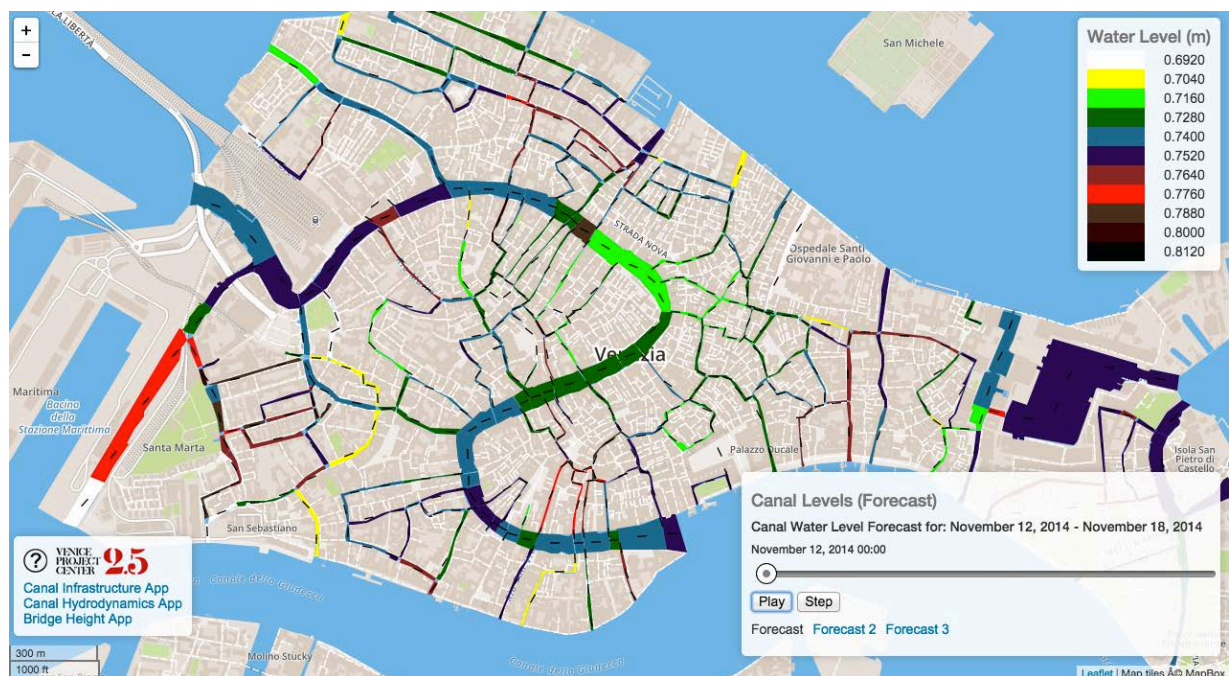 +
-
LA LIBERTÀ
San Michele
Water Level (m)
0.6920
0.7040
0.7160
0.7280
0.7400
0.7520
0.7640
0.7760
0.7880
0.8000
0.8120
STRADA NOVA
Ospedale Santi
Giovanni e Paolo
Venezia
Marittima
Bacino
della
Stazione Marittima
Santa Marta
Palazzo Ducale
Isola San
Pietro di
Castello
San Sebastiano
Canale della Giudecca
Canal Levels (Forecast)
Canal Water Level Forecast for: November 12, 2014 - November 18, 2014
November 12, 2014 00:00
Play Step
Forecast Forecast 2 Forecast 3
?
VENICE
PROJECT
CENTER
2.5
Canal Infrastructure App
Canal Hydrodynamics App
Bridge Height App
300 m
1000 ft
Molino Stucky
Canale della Giudecca
Leaflet | Map tiles Â© MapBox